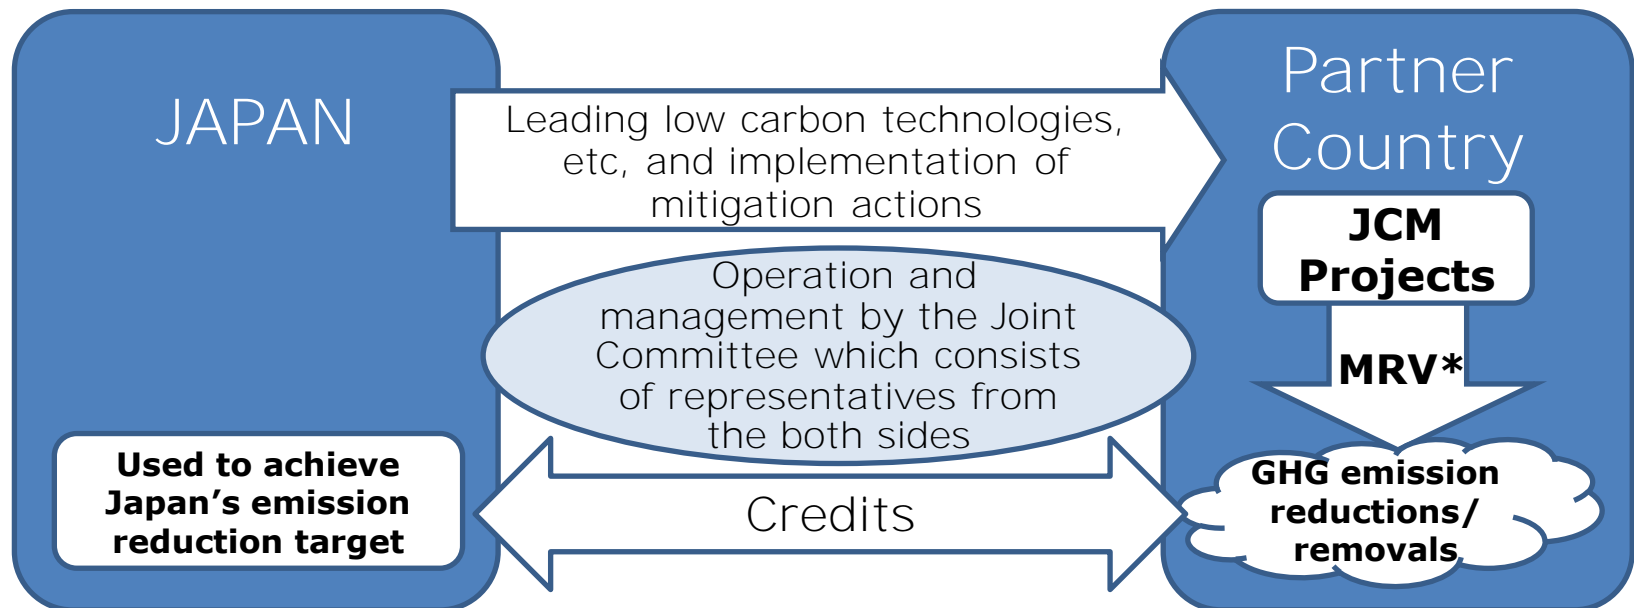 JAPAN
Leading low carbon technologies,
etc, and implementation of
mitigation actions
Partner
Country
JCM
Projects
Operation and
management by the Joint
Committee which consists
of representatives from
the both sides
MRV*
Used to achieve
Japan’s emission
reduction target
Credits
GHG emission
reductions/
removals